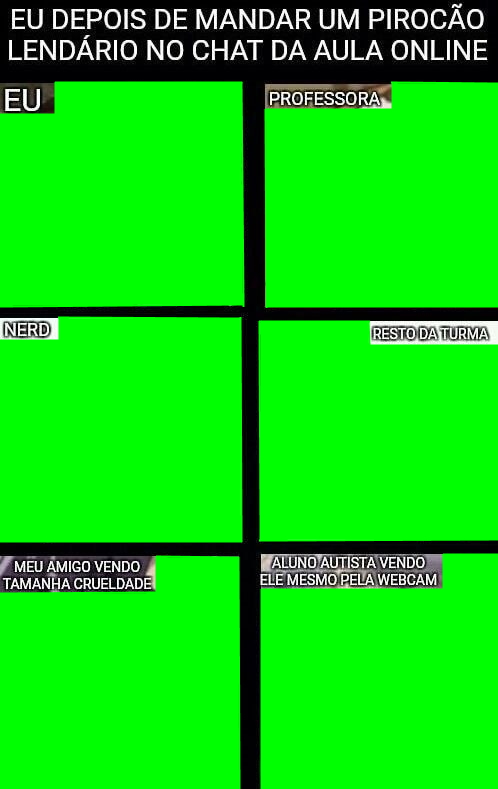 EU DEPOIS DE MANDAR UM PIROCÃO
LENDÁRIO NO CHAT DA AULA ONLINE
EU
PROFESSORA
NERD
RESTO DA TURMA
MEU AMIGO VENDO
TAMANHA CRUELDADE
ALUNO AUTISTA VENDO
ELE MESMO PELA WEBCAM